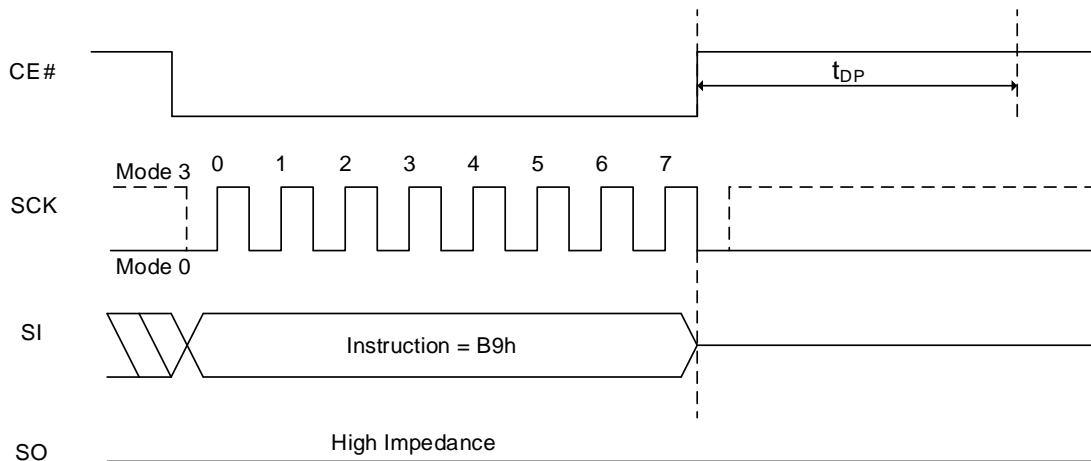 CE#
tDP
Mode 3
0 1 2 3 4 5 6 7
SCK
Mode 0
SI
Instruction = B9h
High Impedance
SO